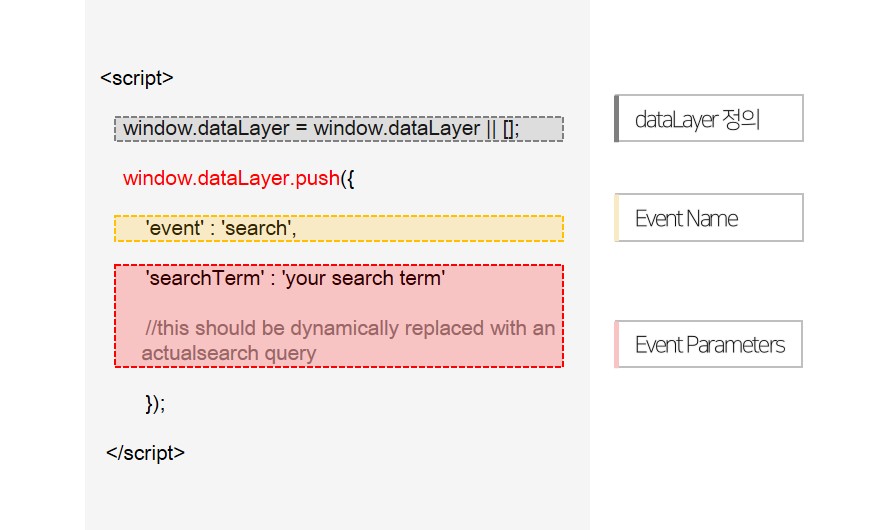 <script>
window.dataLayer = window.dataLayer || [];
window.dataLayer.push({
'event' : 'search',
'searchTerm' : 'your search term'
//this should be dynamically replaced with an
actualsearch query
});
</script>
dataLayer 정의
Event Name
Event Parameters